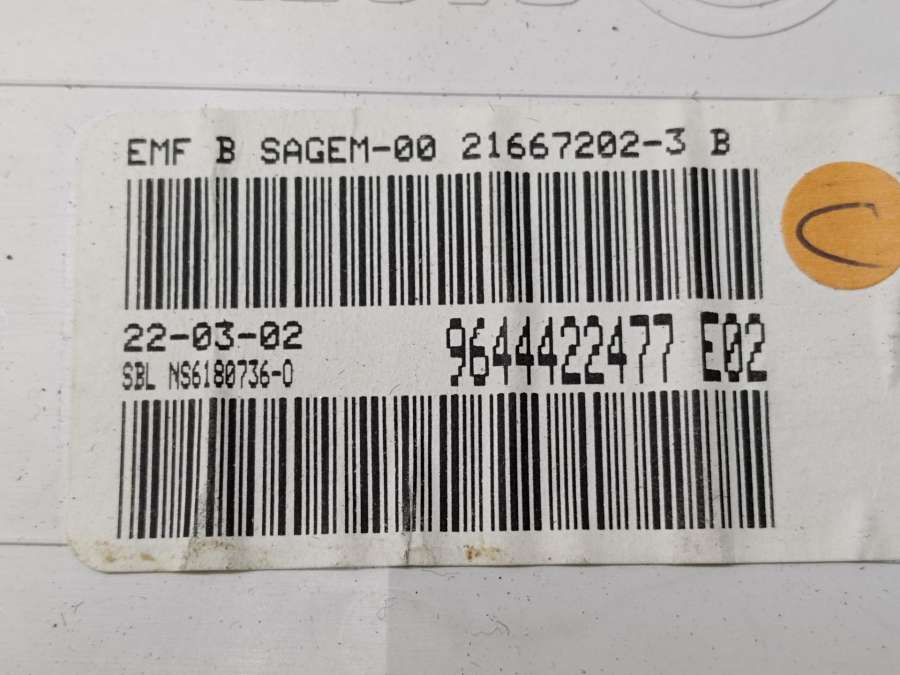 EMF B SAGEM-00 21667202-3 B
22-03-02
9644422477 E02
SBL NS6180736-0
C